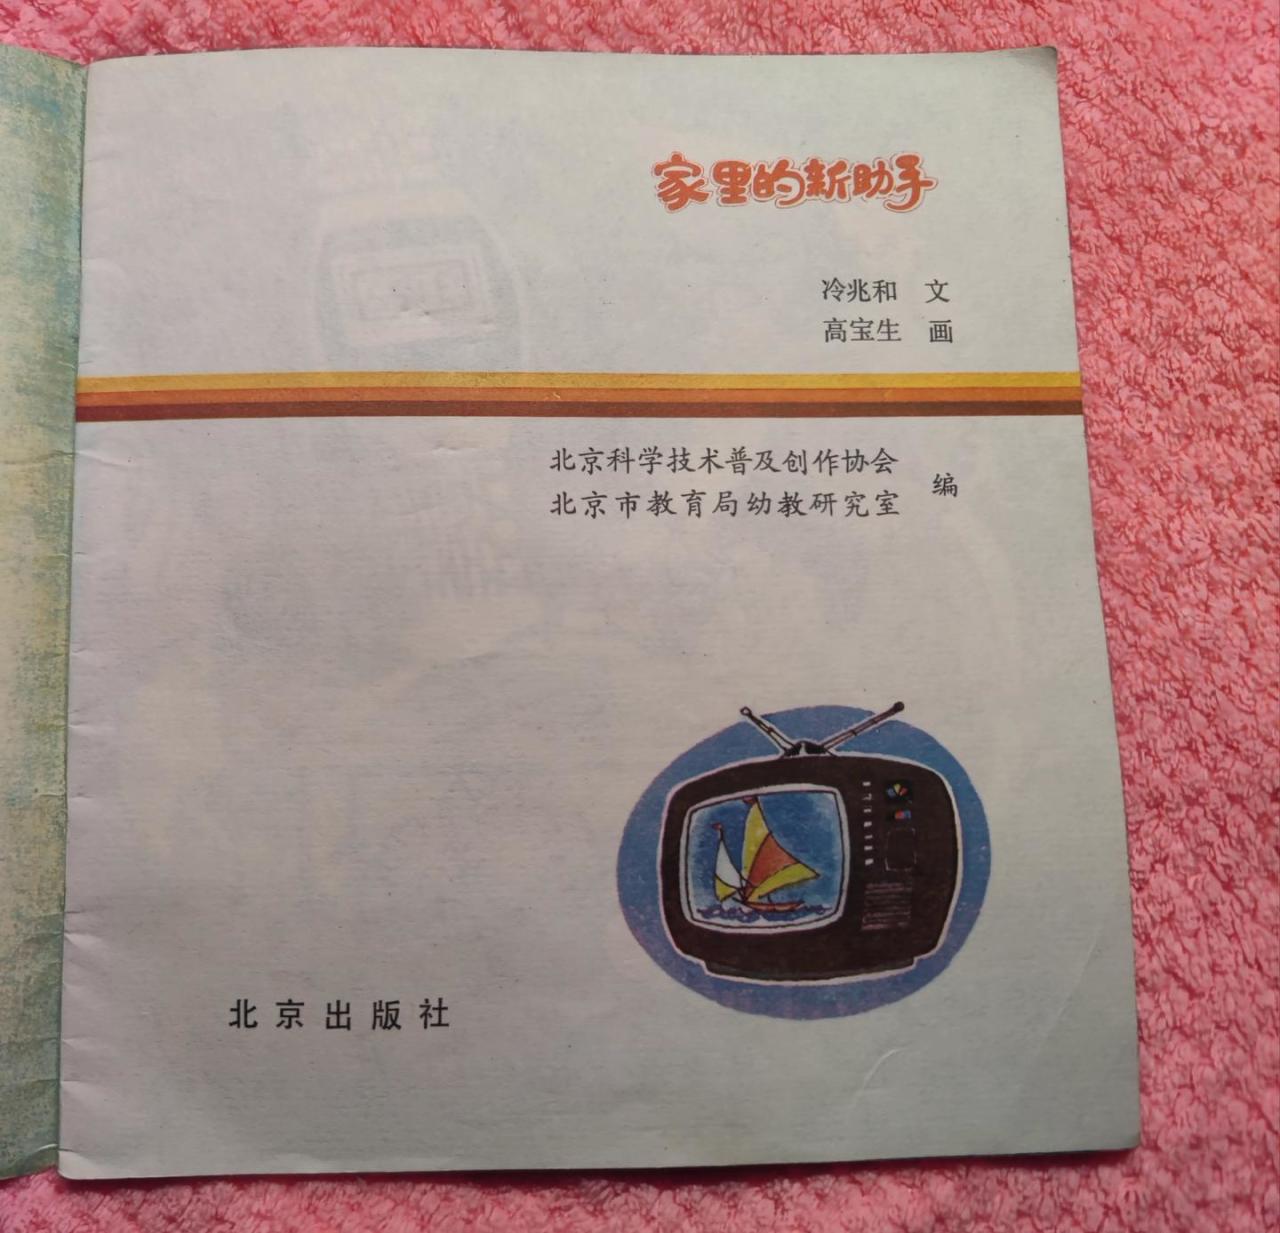 家里的新助手
冷兆和 文
高宝生 画
北京科学技术普及创作协会
北京市教育局幼教研究室
编
北京出版社